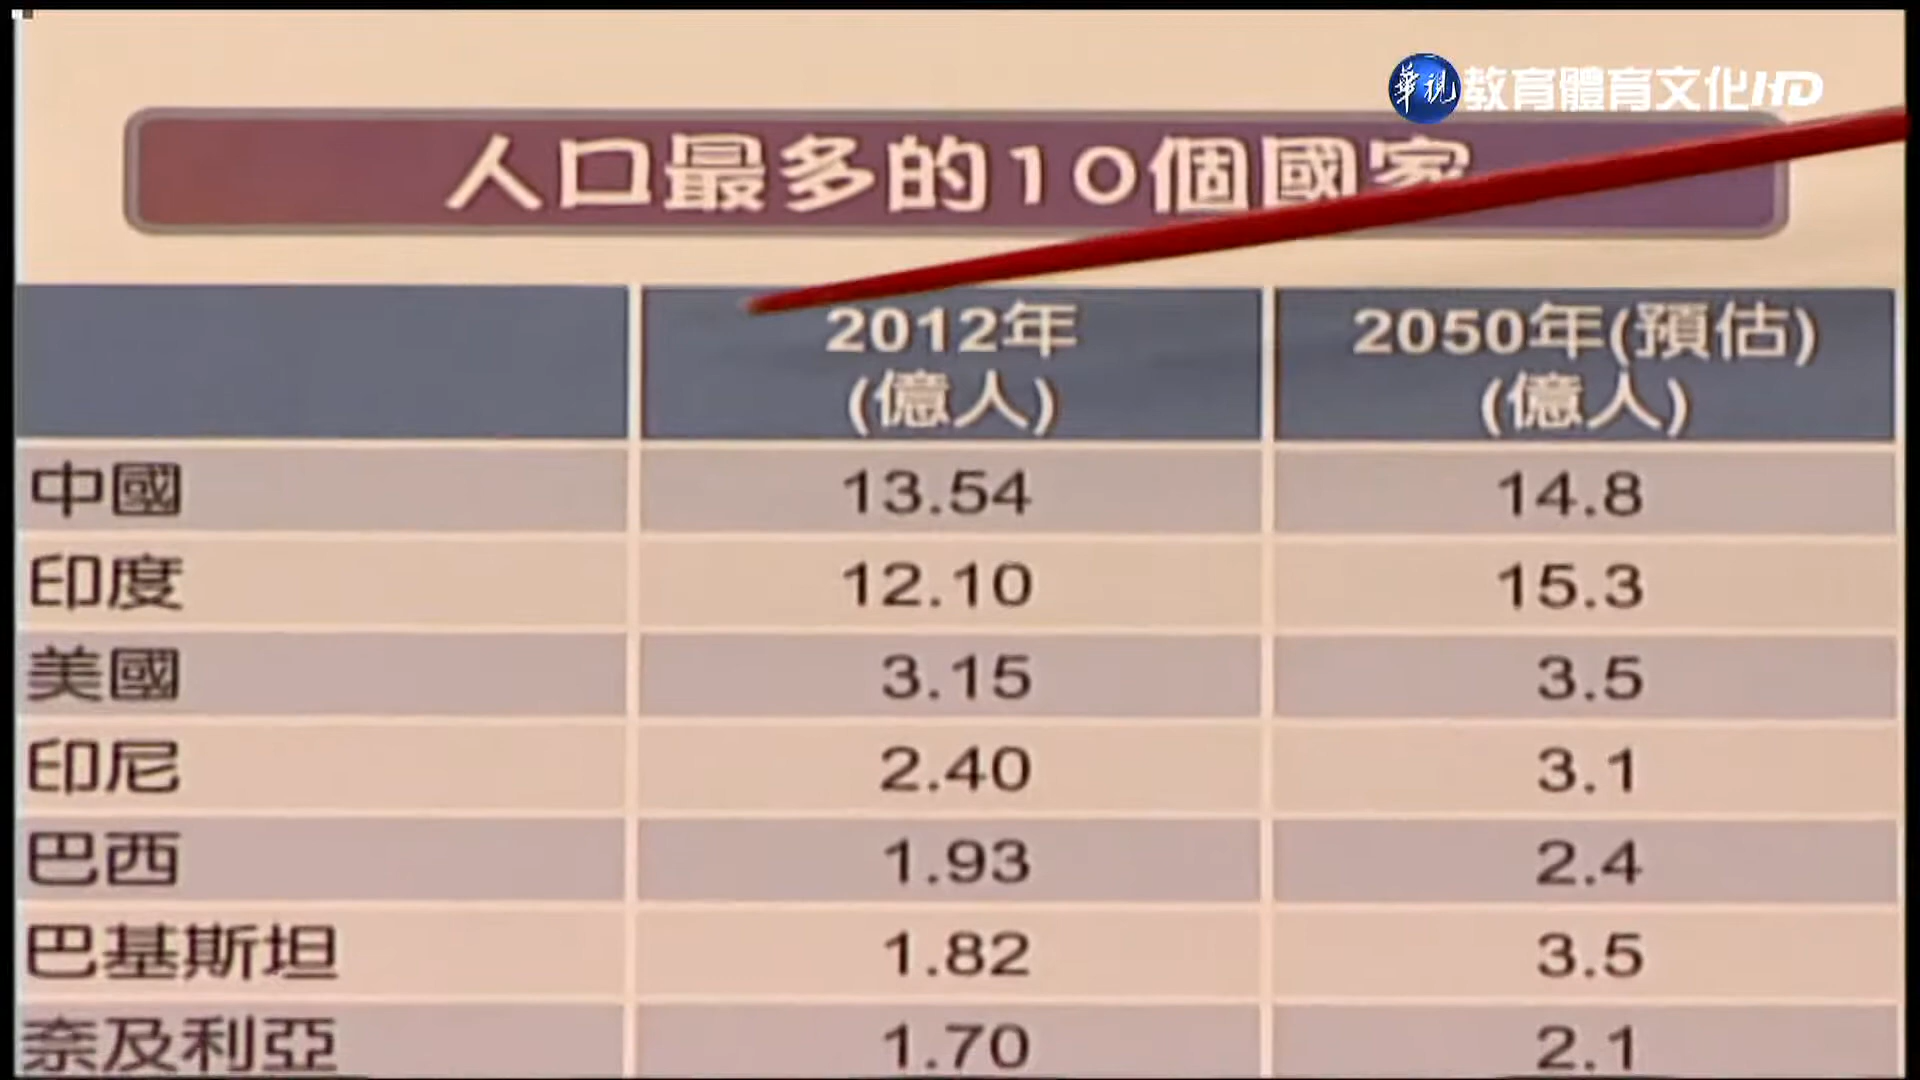 華視 教育體育文化HD
人口最多的10個國家
2012年 2050年(預估)
(億人) (億人)
中國 13.54 14.8
印度 12.10 15.3
美國 3.15 3.5
印尼 2.40 3.1
巴西 1.93 2.4
巴基斯坦 1.82 3.5
奈及利亞 1.70 2.1